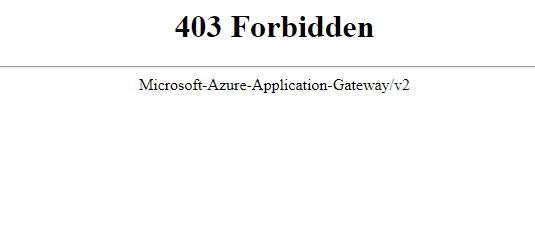 403 Forbidden
Microsoft-Azure-Application-Gateway/v2